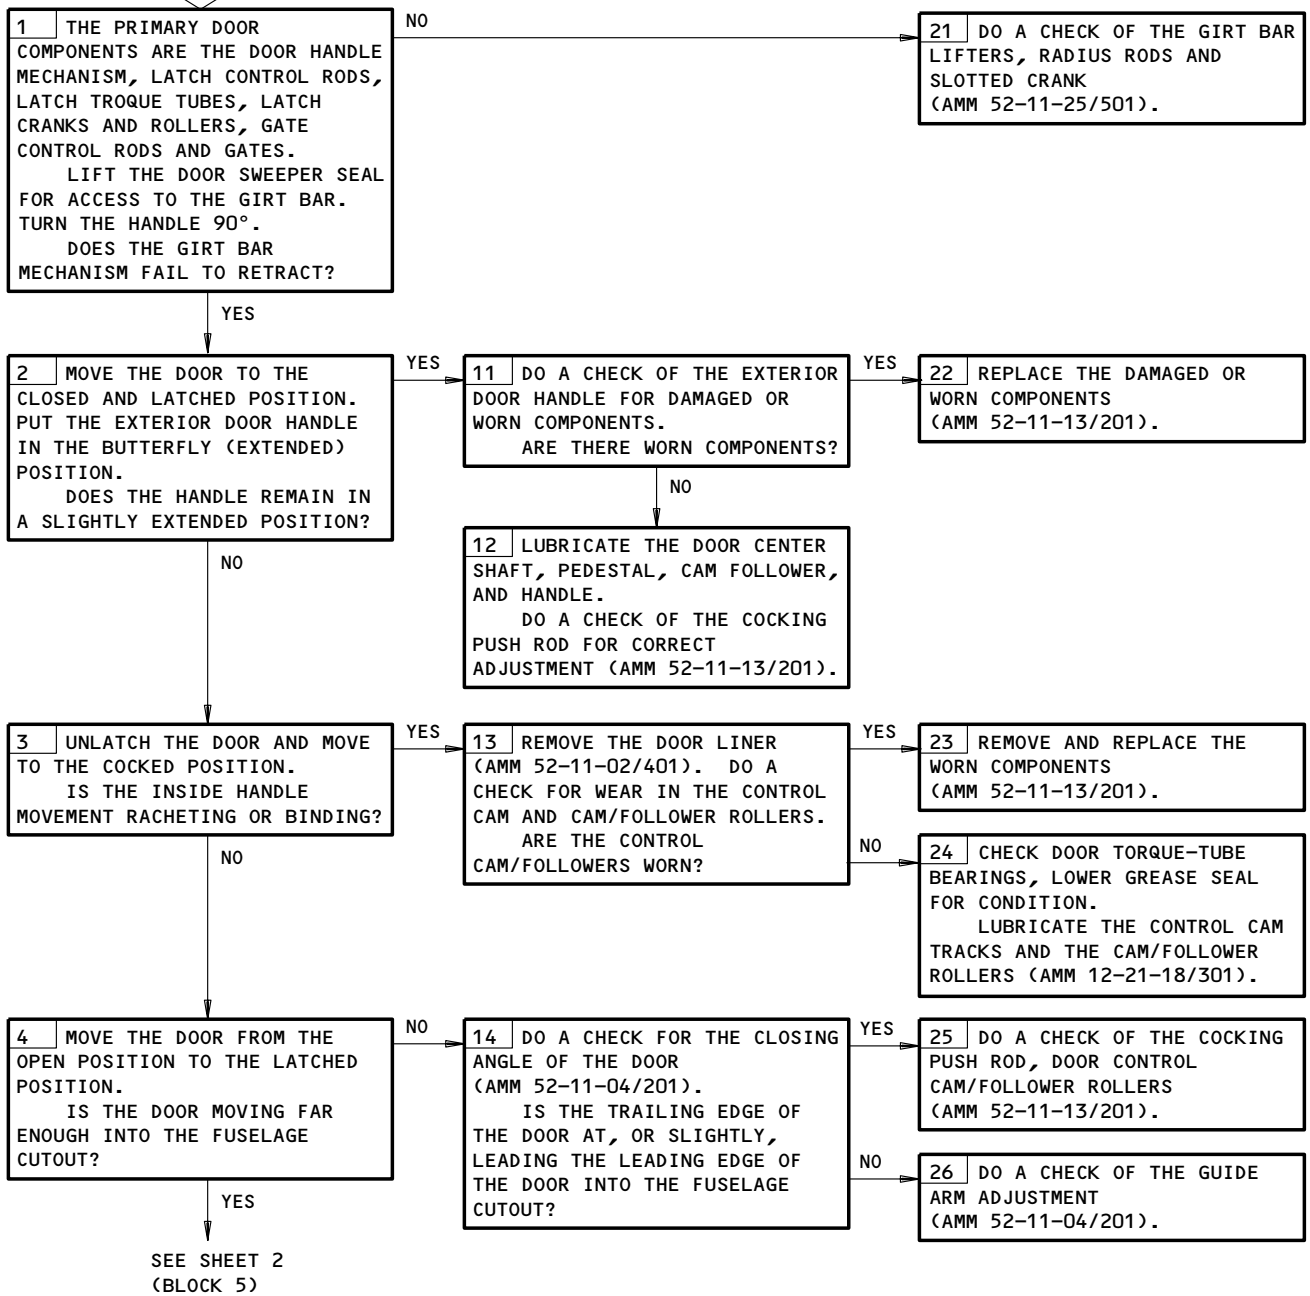 1 THE PRIMARY DOOR
COMPONENTS ARE THE DOOR HANDLE
MECHANISM, LATCH CONTROL RODS,
LATCH TROQUE TUBES, LATCH
CRANKS AND ROLLERS, GATE
CONTROL RODS AND GATES.
LIFT THE DOOR SWEEPER SEAL
FOR ACCESS TO THE GIRT BAR.
TURN THE HANDLE 90°.
DOES THE GIRT BAR
MECHANISM FAIL TO RETRACT?
NO
21 DO A CHECK OF THE GIRT BAR
LIFTERS, RADIUS RODS AND
SLOTTED CRANK
(AMM 52-11-25/501).
YES
2 MOVE THE DOOR TO THE
CLOSED AND LATCHED POSITION.
PUT THE EXTERIOR DOOR HANDLE
IN THE BUTTERFLY (EXTENDED)
POSITION.
DOES THE HANDLE REMAIN IN
A SLIGHTLY EXTENDED POSITION?
YES
11 DO A CHECK OF THE EXTERIOR
DOOR HANDLE FOR DAMAGED OR
WORN COMPONENTS.
ARE THERE WORN COMPONENTS?
YES
22 REPLACE THE DAMAGED OR
WORN COMPONENTS
(AMM 52-11-13/201).
NO
12 LUBRICATE THE DOOR CENTER
SHAFT, PEDESTAL, CAM FOLLOWER,
AND HANDLE.
DO A CHECK OF THE COCKING
PUSH ROD FOR CORRECT
ADJUSTMENT (AMM 52-11-13/201).
NO
3 UNLATCH THE DOOR AND MOVE
TO THE COCKED POSITION.
IS THE INSIDE HANDLE
MOVEMENT RACHETING OR BINDING?
YES
13 REMOVE THE DOOR LINER
(AMM 52-11-02/401). DO A
CHECK FOR WEAR IN THE CONTROL
CAM AND CAM/FOLLOWER ROLLERS.
ARE THE CONTROL
CAM/FOLLOWERS WORN?
YES
23 REMOVE AND REPLACE THE
WORN COMPONENTS
(AMM 52-11-13/201).
NO
24 CHECK DOOR TORQUE-TUBE
BEARINGS, LOWER GREASE SEAL
FOR CONDITION.
LUBRICATE THE CONTROL CAM
TRACKS AND THE CAM/FOLLOWER
ROLLERS (AMM 12-21-18/301).
NO
4 MOVE THE DOOR FROM THE
OPEN POSITION TO THE LATCHED
POSITION.
IS THE DOOR MOVING FAR
ENOUGH INTO THE FUSELAGE
CUTOUT?
NO
14 DO A CHECK FOR THE CLOSING
ANGLE OF THE DOOR
(AMM 52-11-04/201).
IS THE TRAILING EDGE OF
THE DOOR AT, OR SLIGHTLY,
LEADING THE LEADING EDGE OF
THE DOOR INTO THE FUSELAGE
CUTOUT?
YES
25 DO A CHECK OF THE COCKING
PUSH ROD, DOOR CONTROL
CAM/FOLLOWER ROLLERS
(AMM 52-11-13/201).
NO
26 DO A CHECK OF THE GUIDE
ARM ADJUSTMENT
(AMM 52-11-04/201).
YES
SEE SHEET 2
(BLOCK 5)